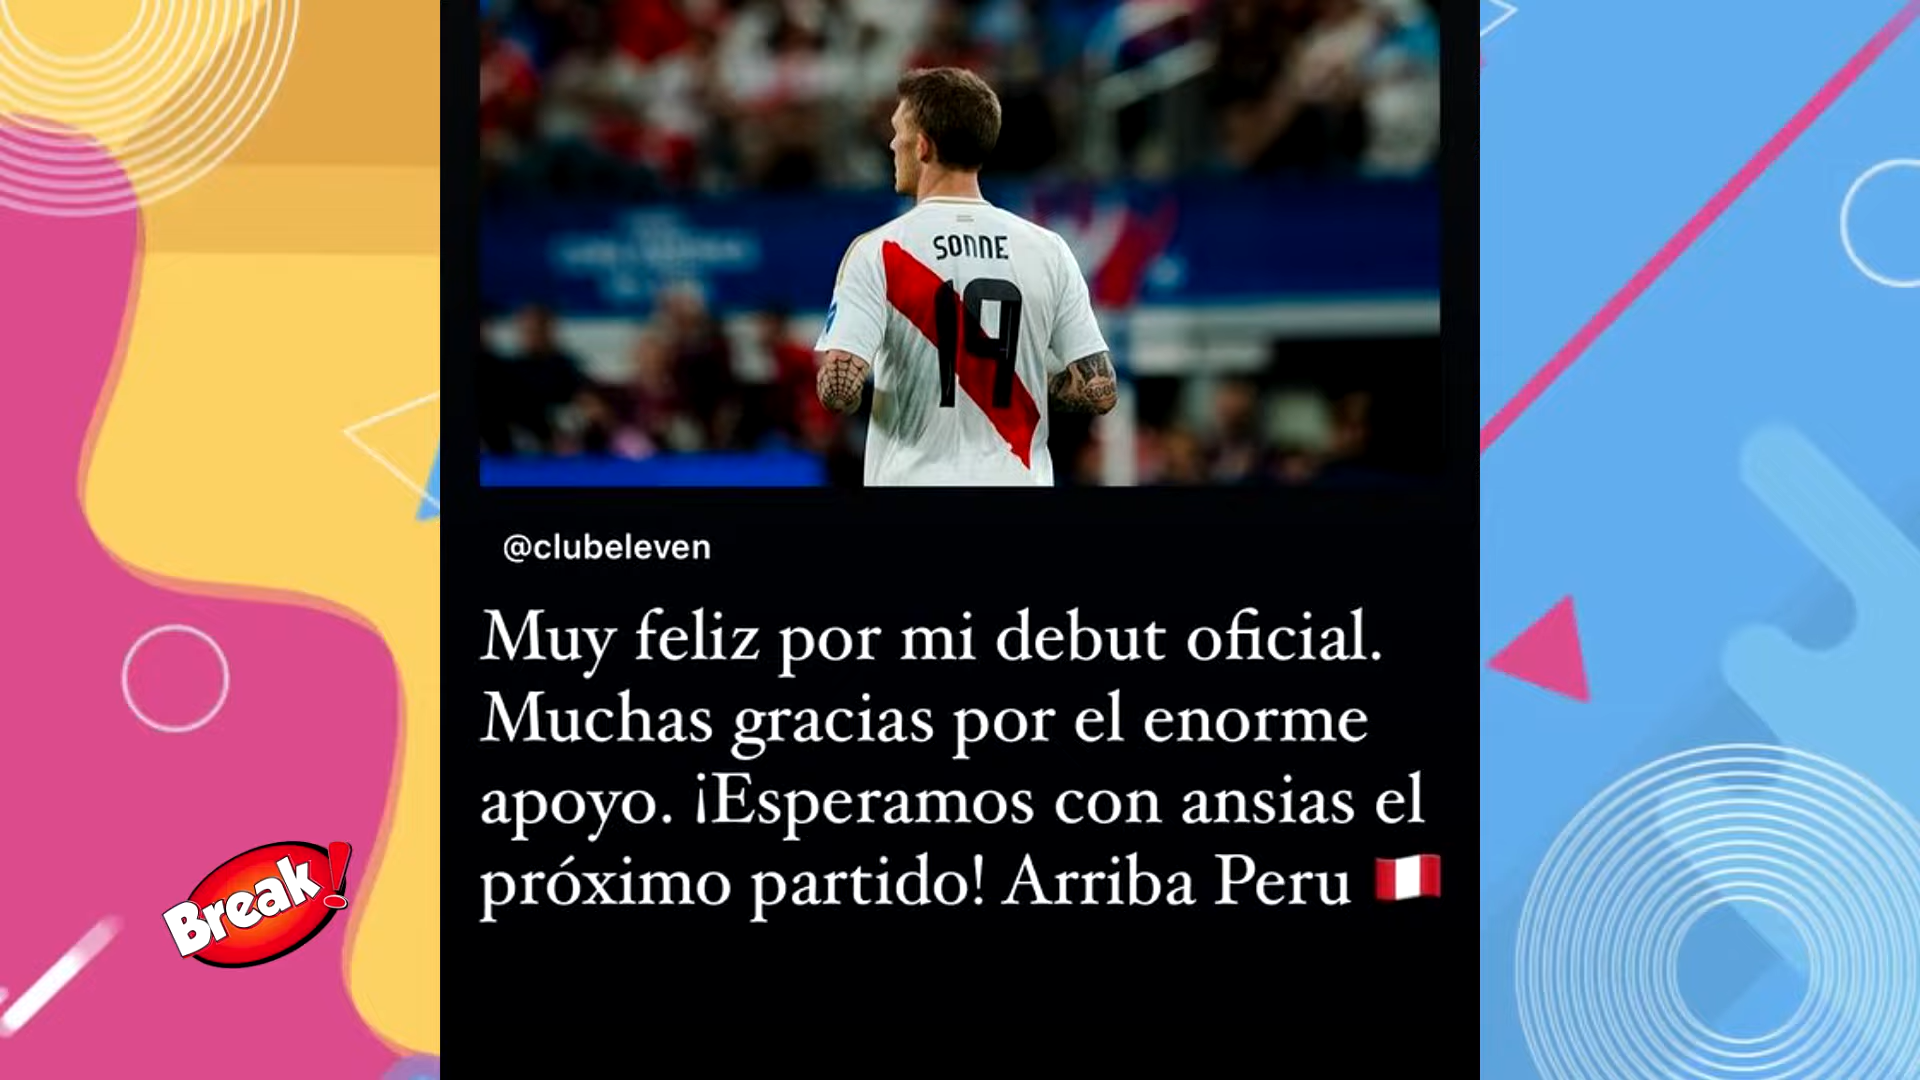 SONNE
19
@clubeleven
Muy feliz por mi debut oficial.
Muchas gracias por el enorme
apoyo. ¡Esperamos con ansias el
próximo partido! Arriba Peru 🇵🇪
Break!